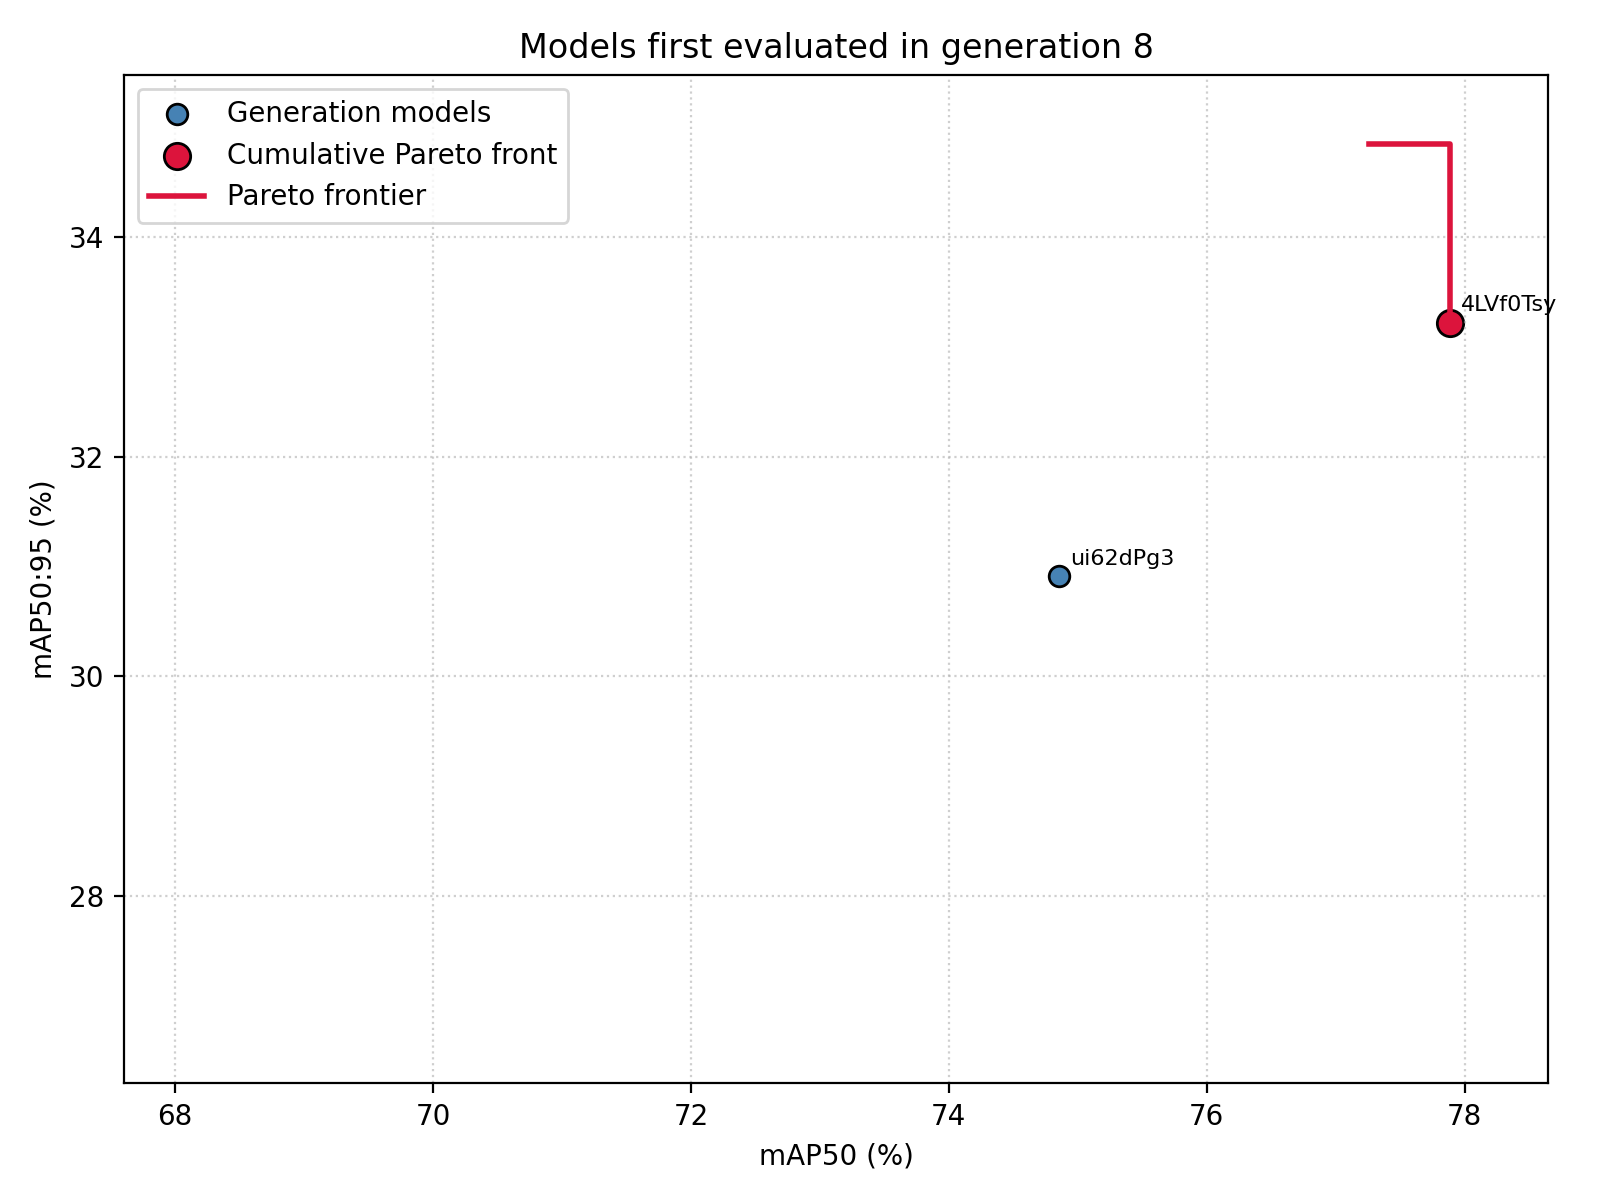 Models first evaluated in generation 8
Generation models
Cumulative Pareto front
Pareto frontier
34
32
30
28
mAP50:95 (%)
4LVf0Tsy
ui62dPg3
68
70
72
74
76
78
mAP50 (%)